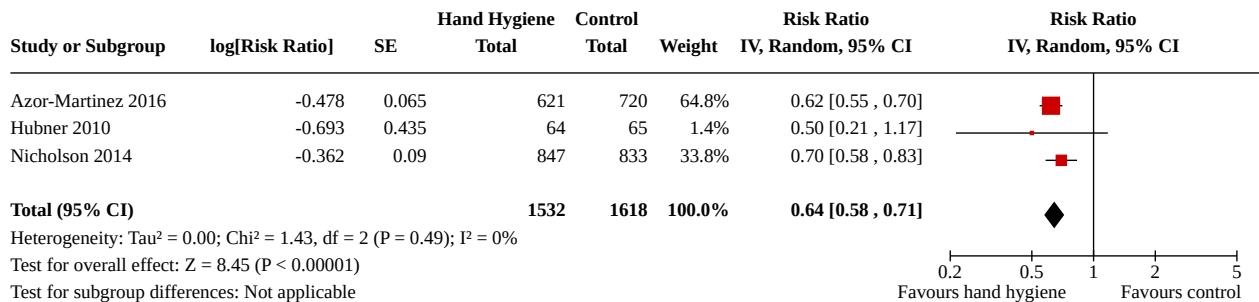 Hand Hygiene Control Risk Ratio Risk Ratio
Study or Subgroup log[Risk Ratio] SE Total Total Weight IV, Random, 95% CI IV, Random, 95% CI
Azor-Martinez 2016 -0.478 0.065 621 720 64.8% 0.62 [0.55 , 0.70]
Hubner 2010 -0.693 0.435 64 65 1.4% 0.50 [0.21 , 1.17]
Nicholson 2014 -0.362 0.09 847 833 33.8% 0.70 [0.58 , 0.83]
Total (95% CI) 1532 1618 100.0% 0.64 [0.58 , 0.71]
Heterogeneity: Tau² = 0.00; Chi² = 1.43, df = 2 (P = 0.49); I² = 0%
Test for overall effect: Z = 8.45 (P < 0.00001)
0.2 0.5 1 2 5
Test for subgroup differences: Not applicable Favours hand hygiene Favours control